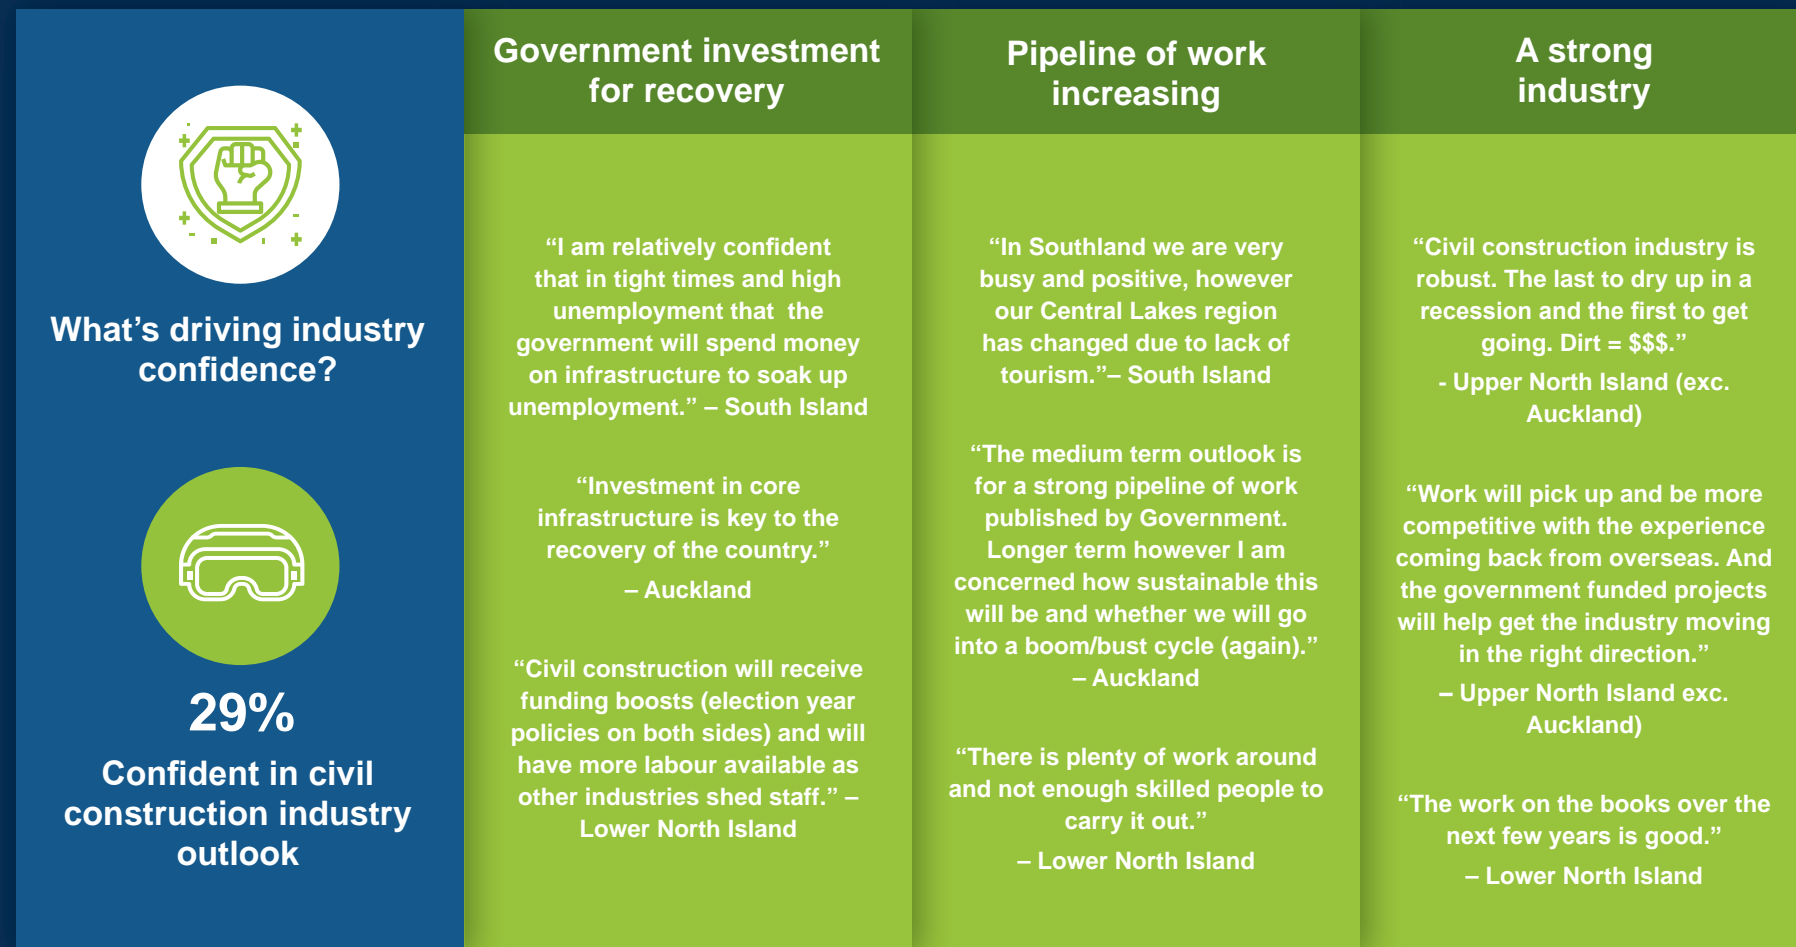 What’s driving industry
confidence?
29%
Confident in civil
construction industry
outlook
Government investment
for recovery
“I am relatively confident
that in tight times and high
unemployment that  the
government will spend money
on infrastructure to soak up
unemployment.” – South Island
“Investment in core
infrastructure is key to the
recovery of the country.”
– Auckland
“Civil construction will receive
funding boosts (election year
policies on both sides) and will
have more labour available as
other industries shed staff.” –
Lower North Island
Pipeline of work
increasing
“In Southland we are very
busy and positive, however
our Central Lakes region
has changed due to lack of
tourism.”– South Island
“The medium term outlook is
for a strong pipeline of work
published by Government.
Longer term however I am
concerned how sustainable this
will be and whether we will go
into a boom/bust cycle (again).”
– Auckland
“There is plenty of work around
and not enough skilled people to
carry it out.”
– Lower North Island
A strong
industry
“Civil construction industry is
robust. The last to dry up in a
recession and the first to get
going. Dirt = $$$.”
- Upper North Island (exc.
Auckland)
“Work will pick up and be more
competitive with the experience
coming back from overseas. And
the government funded projects
will help get the industry moving
in the right direction.”
– Upper North Island exc.
Auckland)
“The work on the books over the
next few years is good.”
– Lower North Island